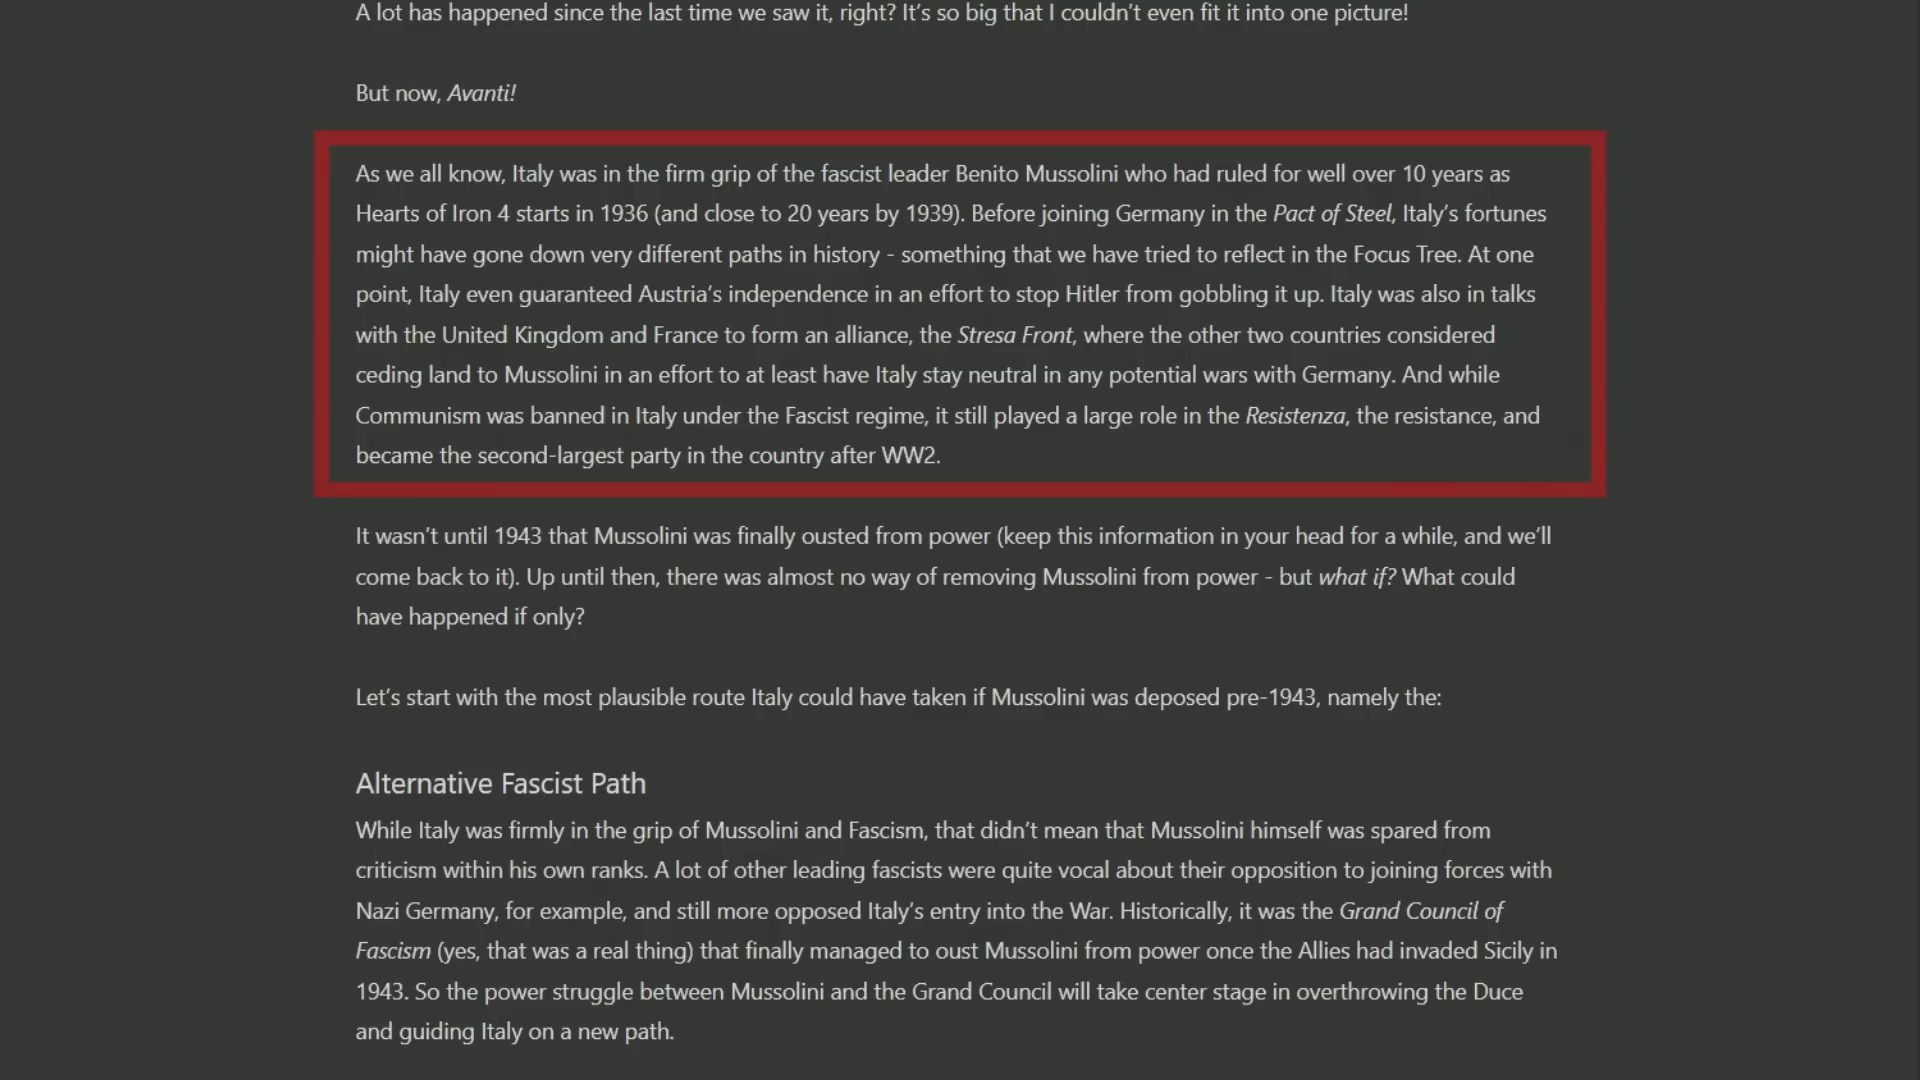 A lot has happened since the last time we saw it, right? It's so big that I couldn't even fit it into one picture!
But now, Avanti!
As we all know, Italy was in the firm grip of the fascist leader Benito Mussolini who had ruled for well over 10 years as
Hearts of Iron 4 starts in 1936 (and close to 20 years by 1939). Before joining Germany in the Pact of Steel, Italy's fortunes
might have gone down very different paths in history - something that we have tried to reflect in the Focus Tree. At one
point, Italy even guaranteed Austria's independence in an effort to stop Hitler from gobbling it up. Italy was also in talks
with the United Kingdom and France to form an alliance, the Stresa Front, where the other two countries considered
ceding land to Mussolini in an effort to at least have Italy stay neutral in any potential wars with Germany. And while
Communism was banned in Italy under the Fascist regime, it still played a large role in the Resistenza, the resistance, and
became the second-largest party in the country after WW2.
It wasn't until 1943 that Mussolini was finally ousted from power (keep this information in your head for a while, and we'll
come back to it). Up until then, there was almost no way of removing Mussolini from power - but what if? What could
have happened if only?
Let's start with the most plausible route Italy could have taken if Mussolini was deposed pre-1943, namely the:
Alternative Fascist Path
While Italy was firmly in the grip of Mussolini and Fascism, that didn't mean that Mussolini himself was spared from
criticism within his own ranks. A lot of other leading fascists were quite vocal about their opposition to joining forces with
Nazi Germany, for example, and still more opposed Italy's entry into the War. Historically, it was the Grand Council of
Fascism (yes, that was a real thing) that finally managed to oust Mussolini from power once the Allies had invaded Sicily in
1943. So the power struggle between Mussolini and the Grand Council will take center stage in overthrowing the Duce
and guiding Italy on a new path.